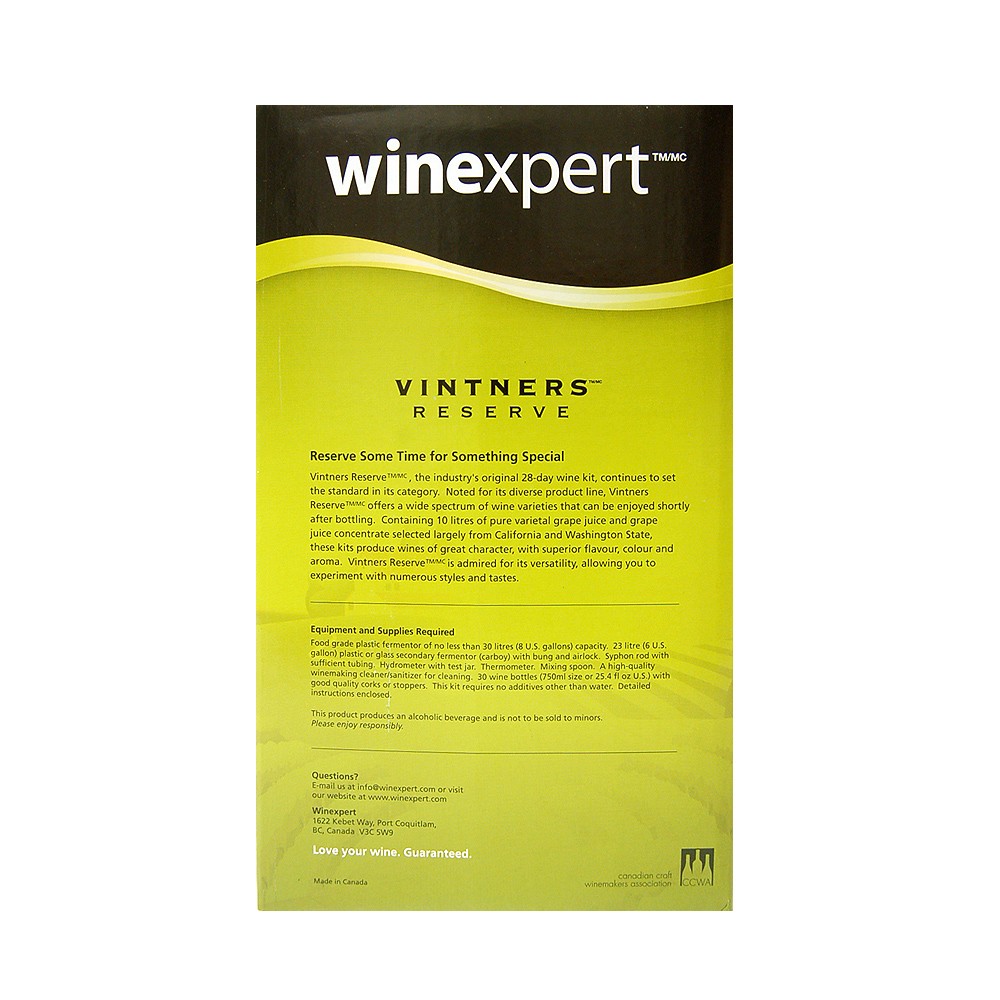 winexpert™/MC
VINTNERS™/MC
RESERVE
Reserve Some Time for Something Special
Vintners Reserve™/MC, the industry's original 28-day wine kit, continues to set
the standard in its category.  Noted for its diverse product line, Vintners
Reserve™/MC offers a wide spectrum of wine varieties that can be enjoyed shortly
after bottling.  Containing 10 litres of pure varietal grape juice and grape
juice concentrate selected largely from California and Washington State,
these kits produce wines of great character, with superior flavour, colour and
aroma.  Vintners Reserve™/MC is admired for its versatility, allowing you to
experiment with numerous styles and tastes.
Equipment and Supplies Required
Food grade plastic fermentor of no less than 30 litres (8 U.S. gallons) capacity.  23 litre (6 U.S.
gallon) plastic or glass secondary fermentor (carboy) with bung and airlock.  Syphon rod with
sufficient tubing.  Hydrometer with test jar.  Thermometer.  Mixing spoon.  A high-quality
winemaking cleaner/sanitizer for cleaning.  30 wine bottles (750ml size or 25.4 fl oz U.S.) with
good quality corks or stoppers.  This kit requires no additives other than water.  Detailed
instructions enclosed.
This product produces an alcoholic beverage and is not to be sold to minors.
Please enjoy responsibly.
Questions?
E-mail us at info@winexpert.com or visit
our website at www.winexpert.com
Winexpert
1622 Kebet Way, Port Coquitlam,
BC, Canada  V3C 5W9
Love your wine. Guaranteed.
Made in Canada
canadian craft
winemakers association
CCWA